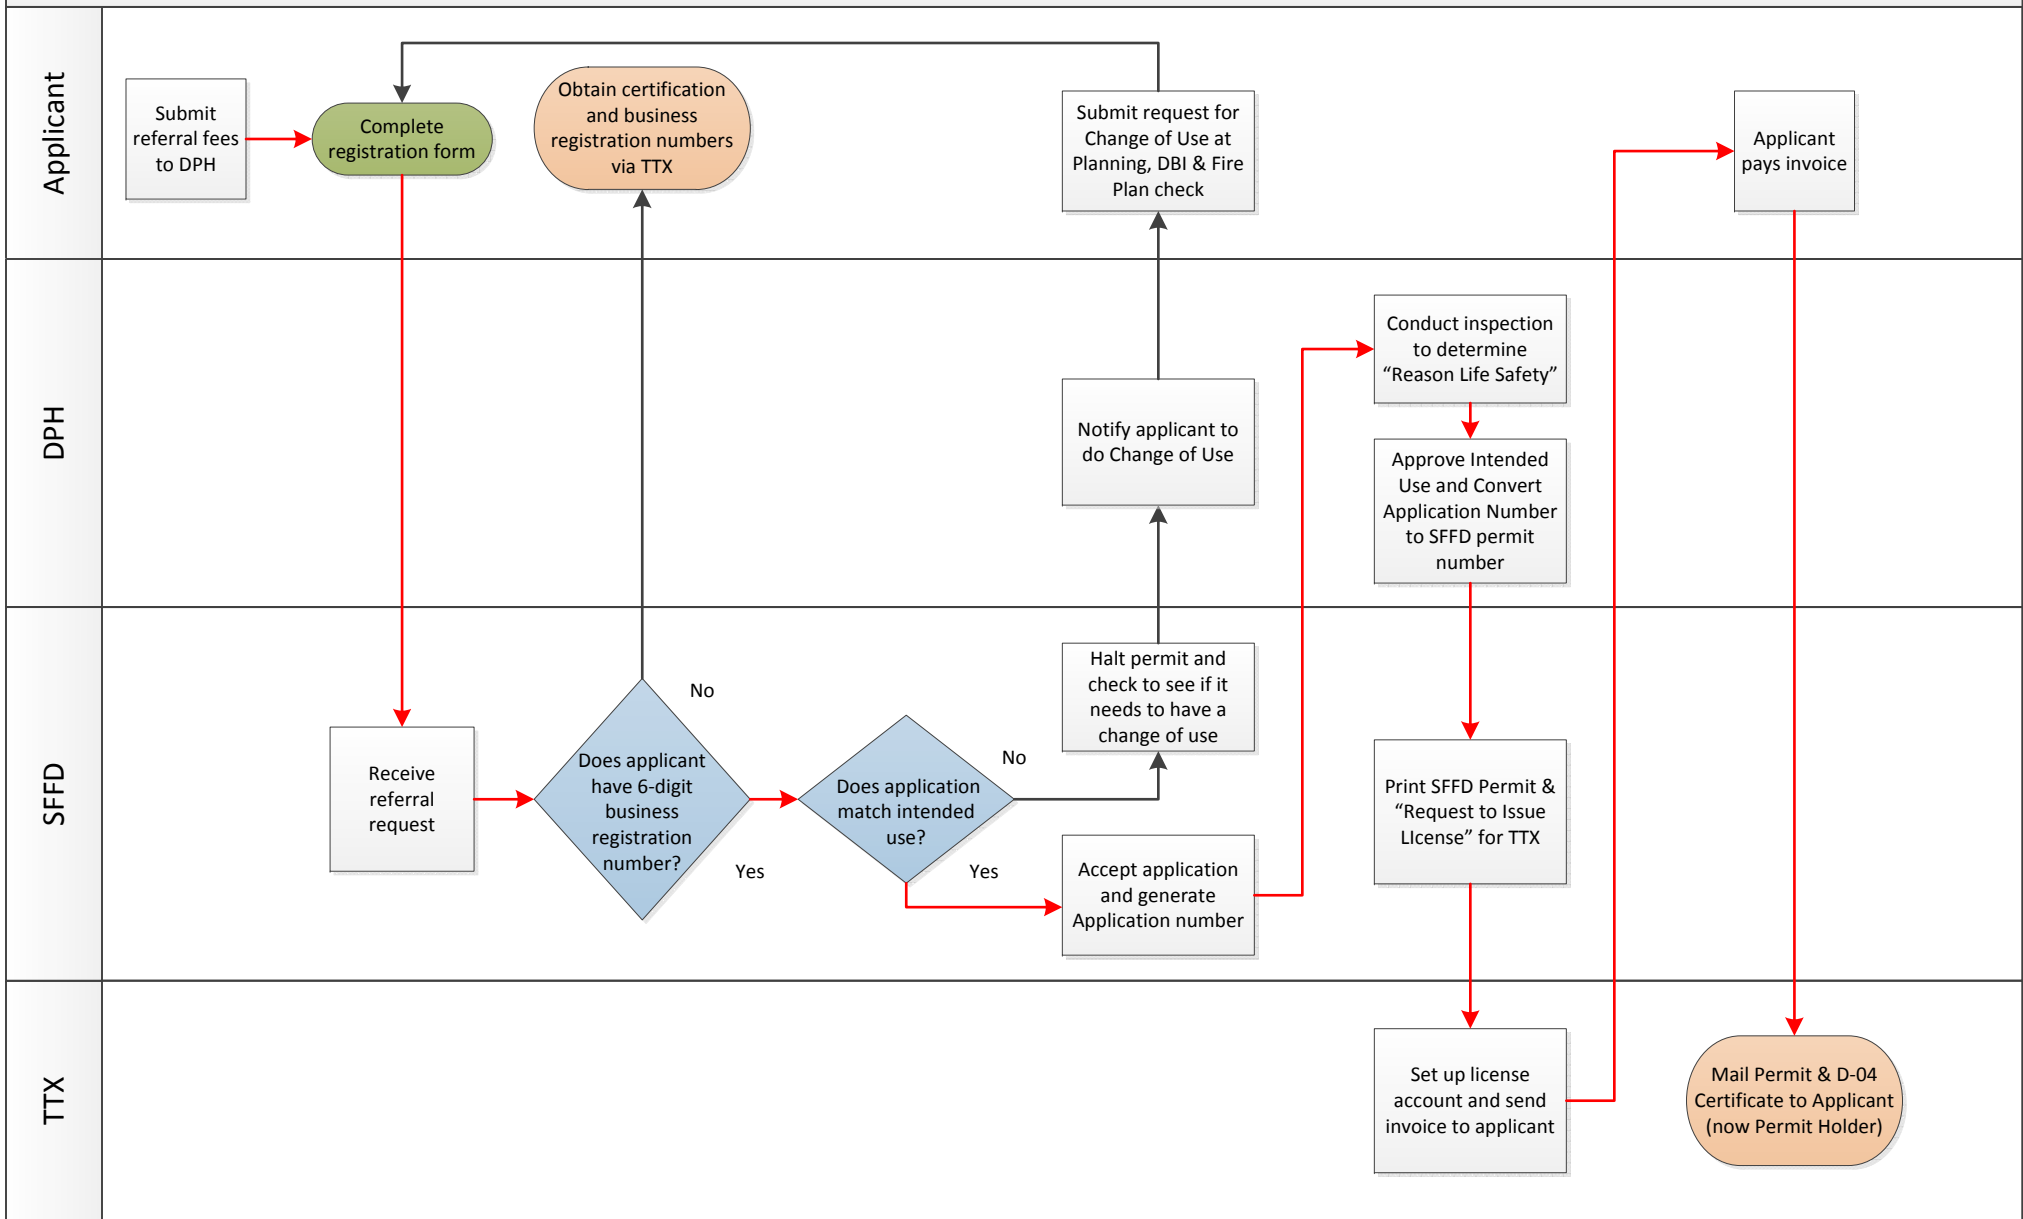 Applicant
Submit
referral fees
to DPH
Complete
registration form
Obtain certification
and business
registration numbers
via TTX
Submit request for
Change of Use at
Planning, DBI & Fire
Plan check
Applicant
pays invoice
DPH
Notify applicant to
do Change of Use
Conduct inspection
to determine
“Reason Life Safety”
Approve Intended
Use and Convert
Application Number
to SFFD permit
number
SFFD
Receive
referral
request
Does applicant
have 6-digit
business
registration
number?
No
Yes
Does application
match intended
use?
No
Yes
Halt permit and
check to see if it
needs to have a
change of use
Accept application
and generate
Application number
Print SFFD Permit &
“Request to Issue
LIcense” for TTX
TTX
Set up license
account and send
invoice to applicant
Mail Permit & D-04
Certificate to Applicant
(now Permit Holder)